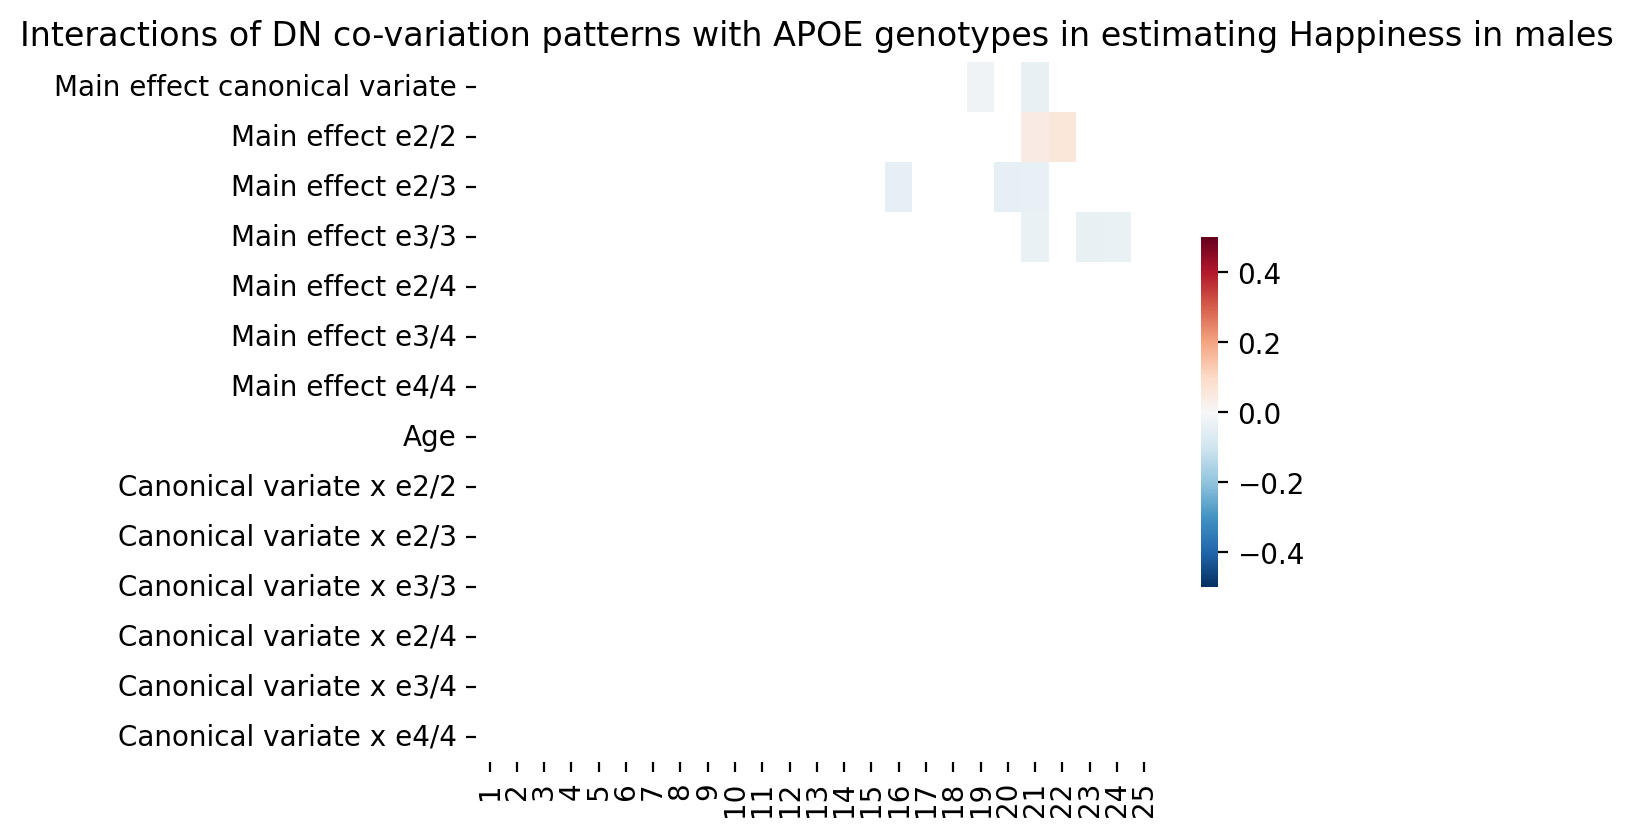 Interactions of DN co-variation patterns with APOE genotypes in estimating Happiness in males
Main effect canonical variate
Main effect e2/2
Main effect e2/3
Main effect e3/3
Main effect e2/4
Main effect e3/4
Main effect e4/4
Age
Canonical variate x e2/2
Canonical variate x e2/3
Canonical variate x e3/3
Canonical variate x e2/4
Canonical variate x e3/4
Canonical variate x e4/4
1
2
3
4
5
6
7
8
9
10
11
12
13
14
15
16
17
18
19
20
21
22
23
24
25
0.4
0.2
0.0
−0.2
−0.4